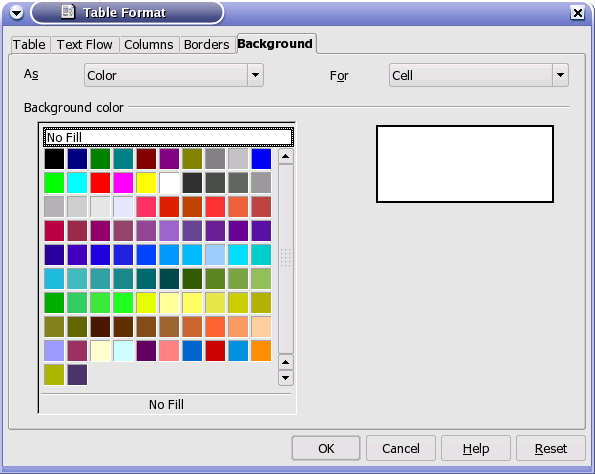 Table Format
Table Text Flow Columns Borders Background
As Color For Cell
Background color
No Fill
No Fill
OK Cancel Help Reset